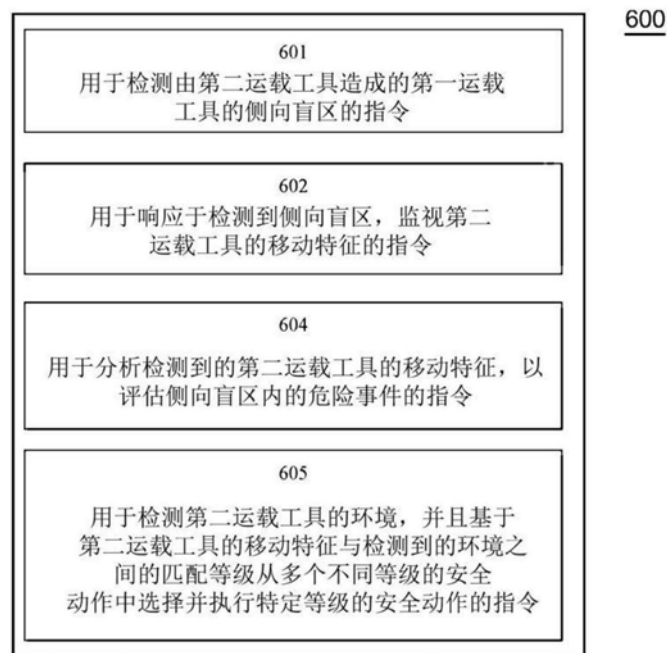 600
601
用于检测由第二运载工具造成的第一运载
工具的侧向盲区的指令
602
用于响应于检测到侧向盲区，监视第二
运载工具的移动特征的指令
604
用于分析检测到的第二运载工具的移动特征，以
评估侧向盲区内的危险事件的指令
605
用于检测第二运载工具的环境，并且基于
第二运载工具的移动特征与检测到的环境之
间的匹配等级从多个不同等级的安全
动作中选择并执行特定等级的安全动作的指令